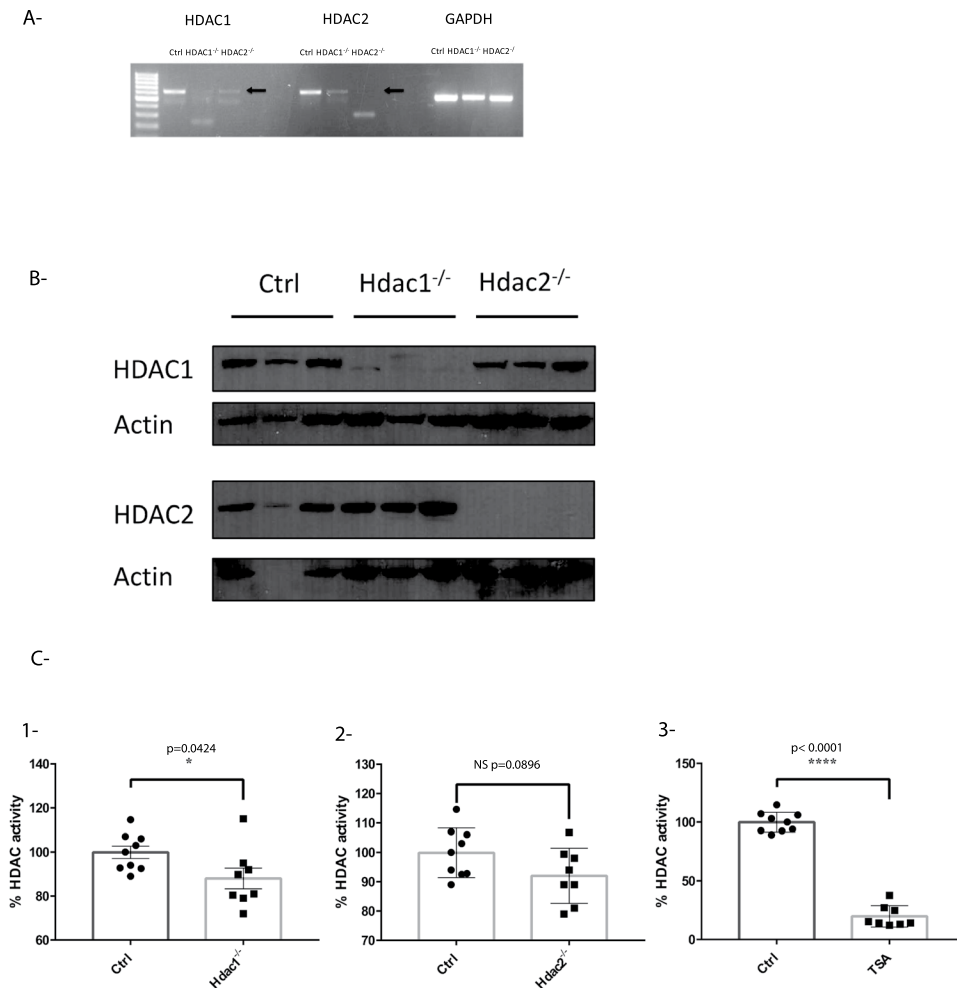 A-
HDAC1 HDAC2 GAPDH
Ctrl HDAC1-/- HDAC2-/- Ctrl HDAC1-/- HDAC2-/- Ctrl HDAC1-/- HDAC2-/
B-
Ctrl Hdac1-/- Hdac2-/-
HDAC1
Actin
HDAC2
Actin
C-
1-
p=0.0424
*
% HDAC activity
140
120
100
80
60
Ctrl
Hdac1-/-
2-
NS p=0.0896
% HDAC activity
130
120
110
100
90
80
70
Ctrl
Hdac2-/-
3-
p< 0.0001
****
% HDAC activity
150
100
50
0
Ctrl
TSA